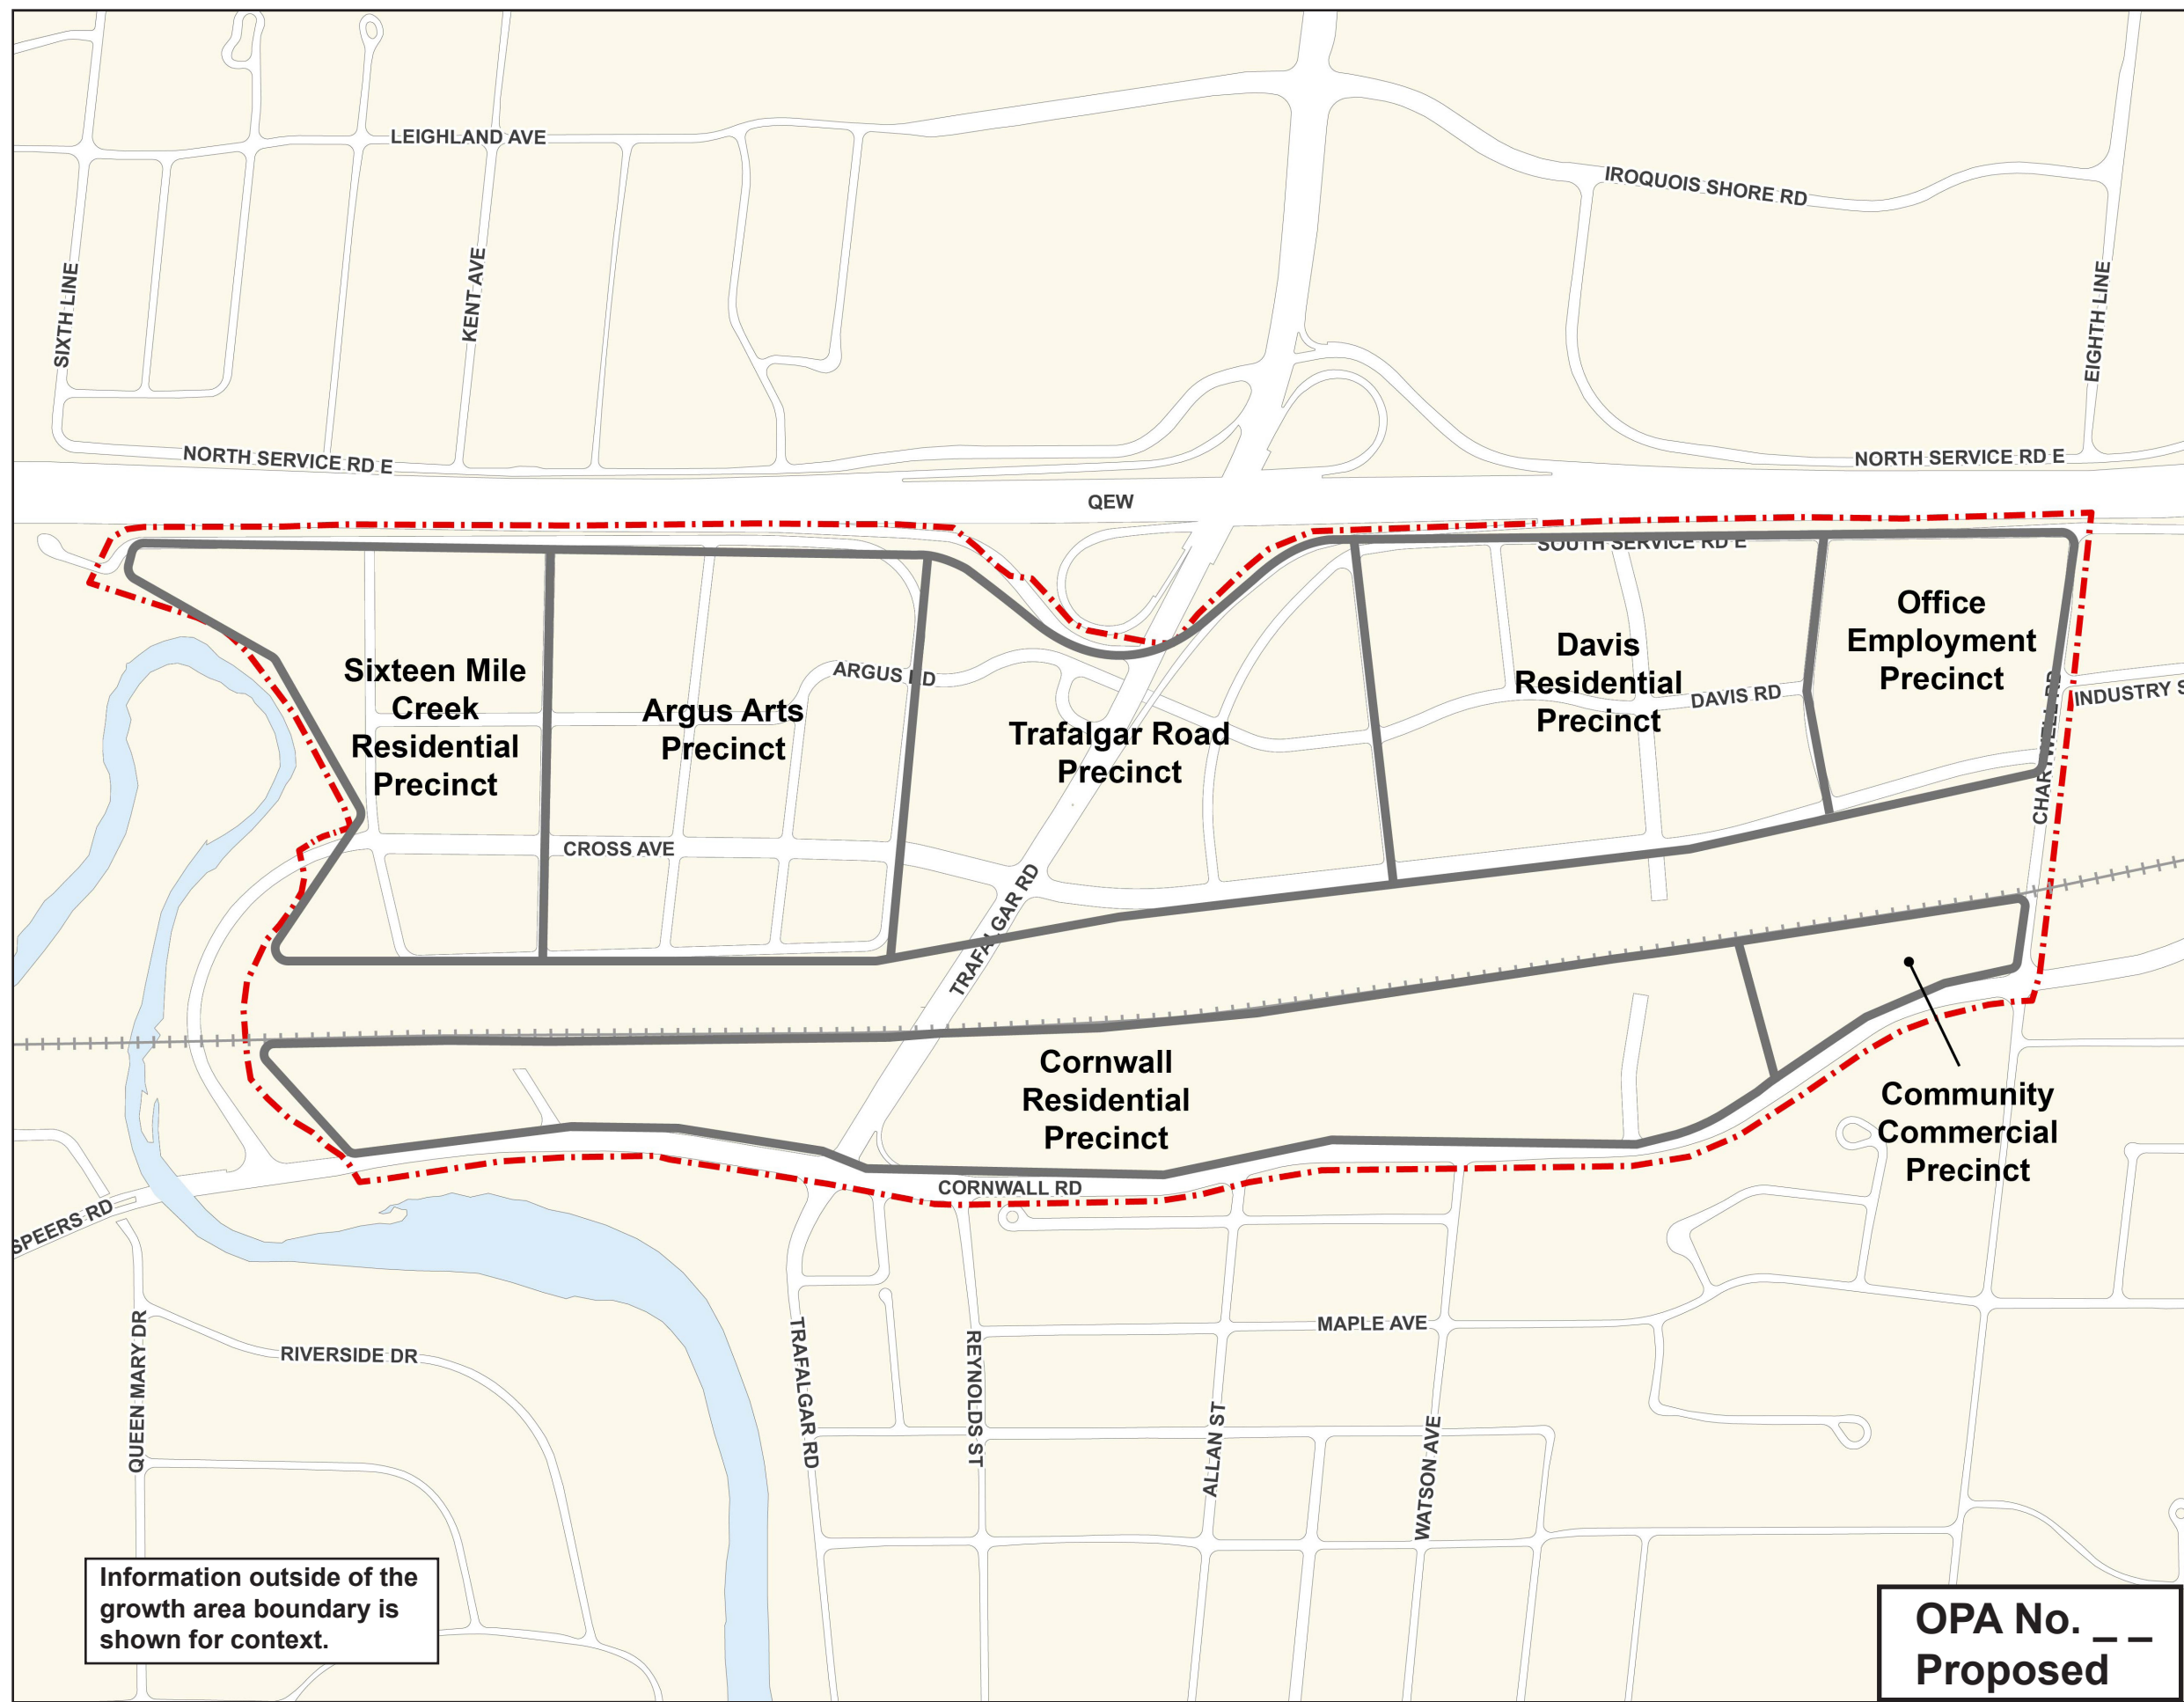 LEIGHLAND AVE
IROQUOIS SHORE RD
SIXTH LINE
KENT AVE
EIGHTH LINE
NORTH SERVICE RD E
NORTH SERVICE RD E
QEW
SOUTH SERVICE RD E
Office
Employment
Precinct
Davis
Residential
Precinct
DAVIS RD
INDUSTRY S
CHARTWELL RD
Sixteen Mile
Creek
Residential
Precinct
ARGUS RD
Argus Arts
Precinct
Trafalgar Road
Precinct
CROSS AVE
TRAFALGAR RD
Cornwall
Residential
Precinct
Community
Commercial
Precinct
CORNWALL RD
SPEERS RD
QUEEN MARY DR
RIVERSIDE DR
TRAFALGAR RD
REYNOLDS ST
MAPLE AVE
ALLAN ST
WATSON AVE
Information outside of the
growth area boundary is
shown for context.
OPA No. _ _
Proposed